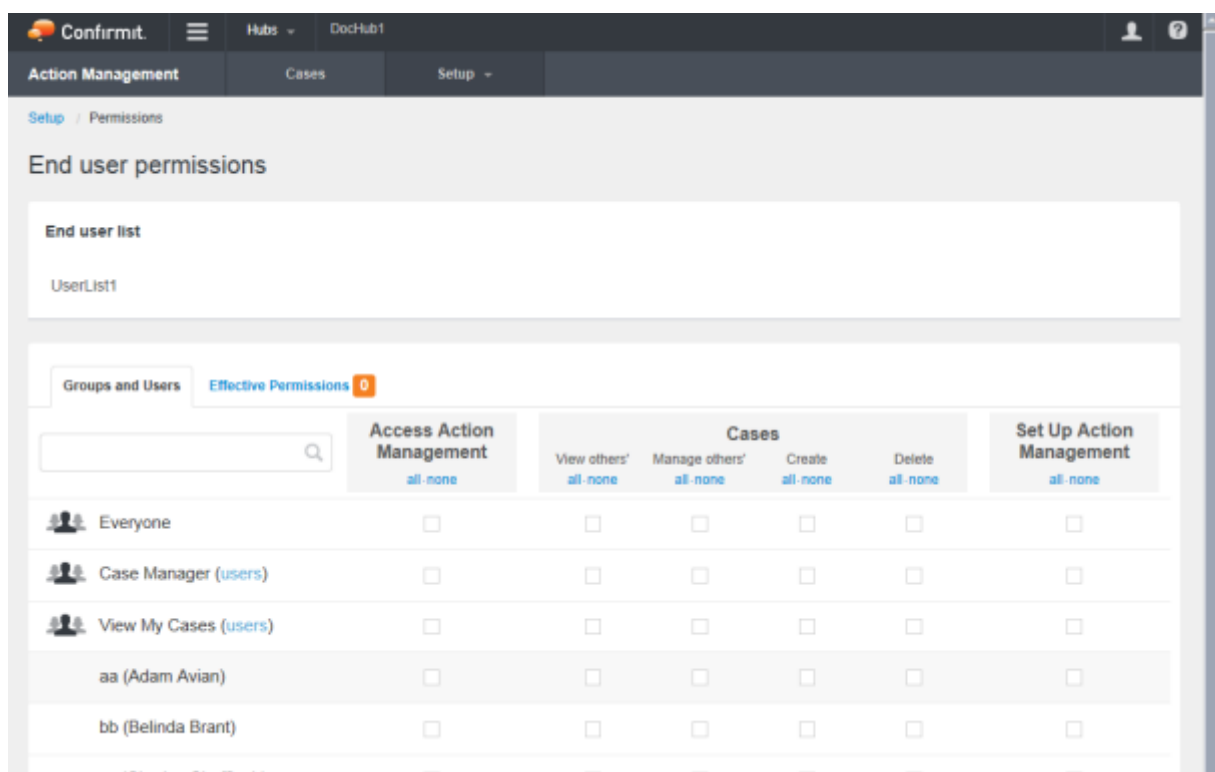 Confirmit. Hubs DocHub1
Action Management Cases Setup
Setup / Permissions
End user permissions
End user list
UserList1
Groups and Users Effective Permissions 0
Access Action Management
all-none
Cases
View others' Manage others' Create Delete
all-none all-none all-none all-none
Set Up Action Management
all-none
Everyone
Case Manager (users)
View My Cases (users)
aa (Adam Avian)
bb (Belinda Brant)